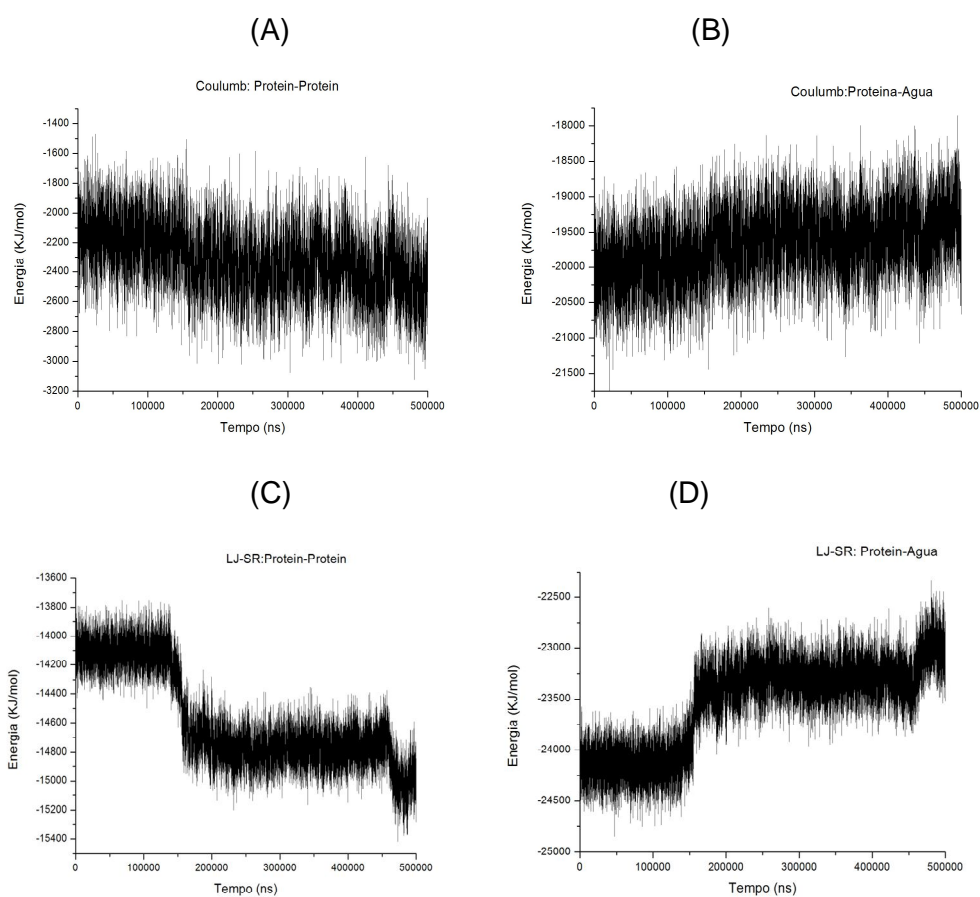 (A)
(B)
Coulumb: Protein-Protein
Coulumb:Proteina-Agua
Energia (KJ/mol)
-1400
-1600
-1800
-2000
-2200
-2400
-2600
-2800
-3000
-3200
0 100000 200000 300000 400000 500000
Tempo (ns)
Energia (KJ/mol)
-18000
-18500
-19000
-19500
-20000
-20500
-21000
-21500
0 100000 200000 300000 400000 500000
Tempo (ns)
(C)
(D)
LJ-SR:Protein-Protein
LJ-SR: Protein-Agua
Energia (KJ/mol)
-13600
-13800
-14000
-14200
-14400
-14600
-14800
-15000
-15200
-15400
0 100000 200000 300000 400000 500000
Tempo (ns)
Energia (KJ/mol)
-22500
-23000
-23500
-24000
-24500
-25000
0 100000 200000 300000 400000 500000
Tempo (ns)